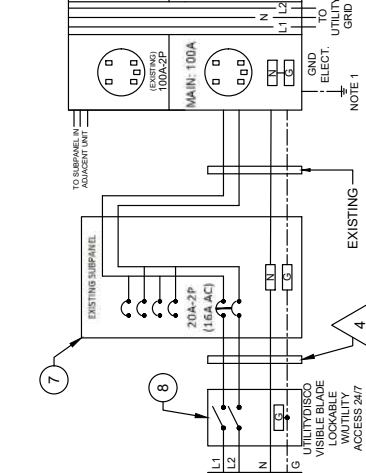 L2
L1
N
TO
UTILITY
GRID
(EXISTING)
100A-2P
MAIN: 100A
N
G
GND
ELECT.
NOTE 1
TO SUBPANEL IN
ADJACENT UNIT
EXISTING
EXISTING SUBPANEL
20A-2P
(16A AC)
N
G
7
8
4
L1
L2
N
G
G
UTILITY DISCO
VISIBLE BLADE
LOCKABLE
W/UTILITY
ACCESS 24/7